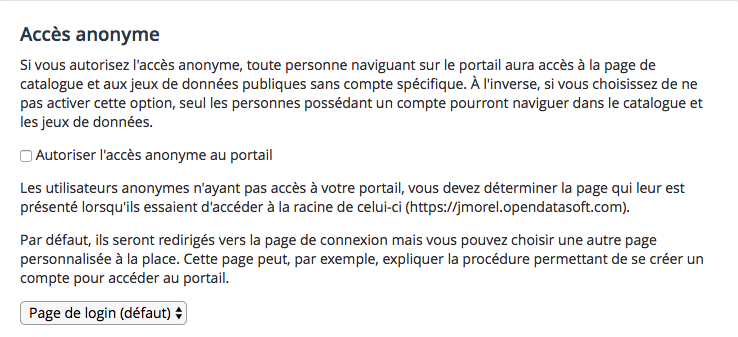 Accès anonyme
Si vous autorisez l'accès anonyme, toute personne naviguant sur le portail aura accès à la page de
catalogue et aux jeux de données publiques sans compte spécifique. À l'inverse, si vous choisissez de ne
pas activer cette option, seul les personnes possédant un compte pourront naviguer dans le catalogue et
les jeux de données.
Autoriser l'accès anonyme au portail
Les utilisateurs anonymes n'ayant pas accès à votre portail, vous devez déterminer la page qui leur est
présenté lorsqu'ils essaient d'accéder à la racine de celui-ci (https://jmorel.opendatasoft.com).
Par défaut, ils seront redirigés vers la page de connexion mais vous pouvez choisir une autre page
personnalisée à la place. Cette page peut, par exemple, expliquer la procédure permettant de se créer un
compte pour accéder au portail.
Page de login (défaut)